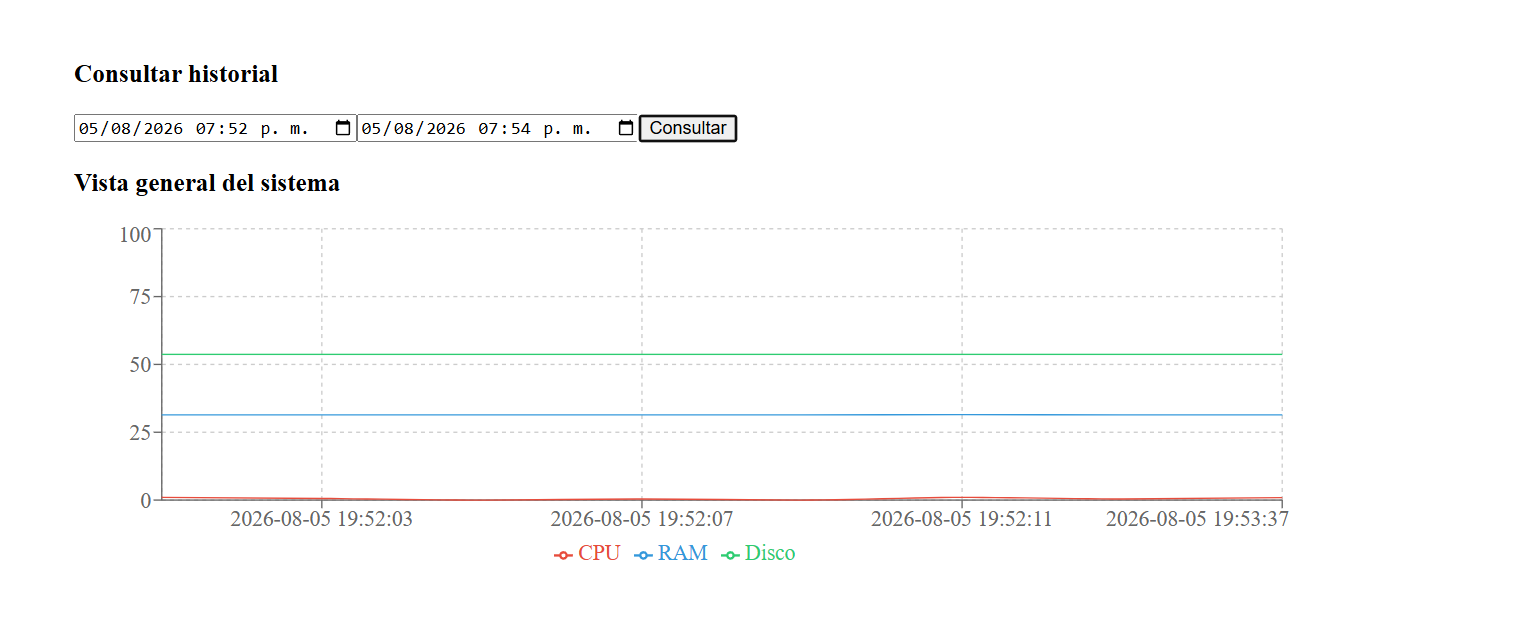 Consultar historial
05/08/2026 07:52 p. m. 05/08/2026 07:54 p. m. Consultar
Vista general del sistema
100
75
50
25
0
2026-08-05 19:52:03 2026-08-05 19:52:07 2026-08-05 19:52:11 2026-08-05 19:53:37
CPU RAM Disco